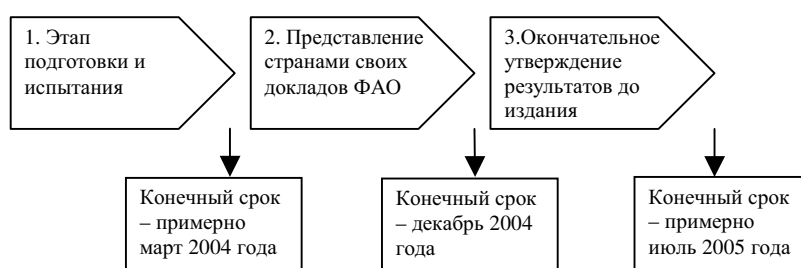 1. Этап
подготовки и
испытания
2. Представление
странами своих
докладов ФАО
3.Окончательное
утверждение
результатов до
издания
Конечный срок
– примерно
март 2004 года
Конечный срок
– декабрь 2004
года
Конечный срок
– примерно
июль 2005 года